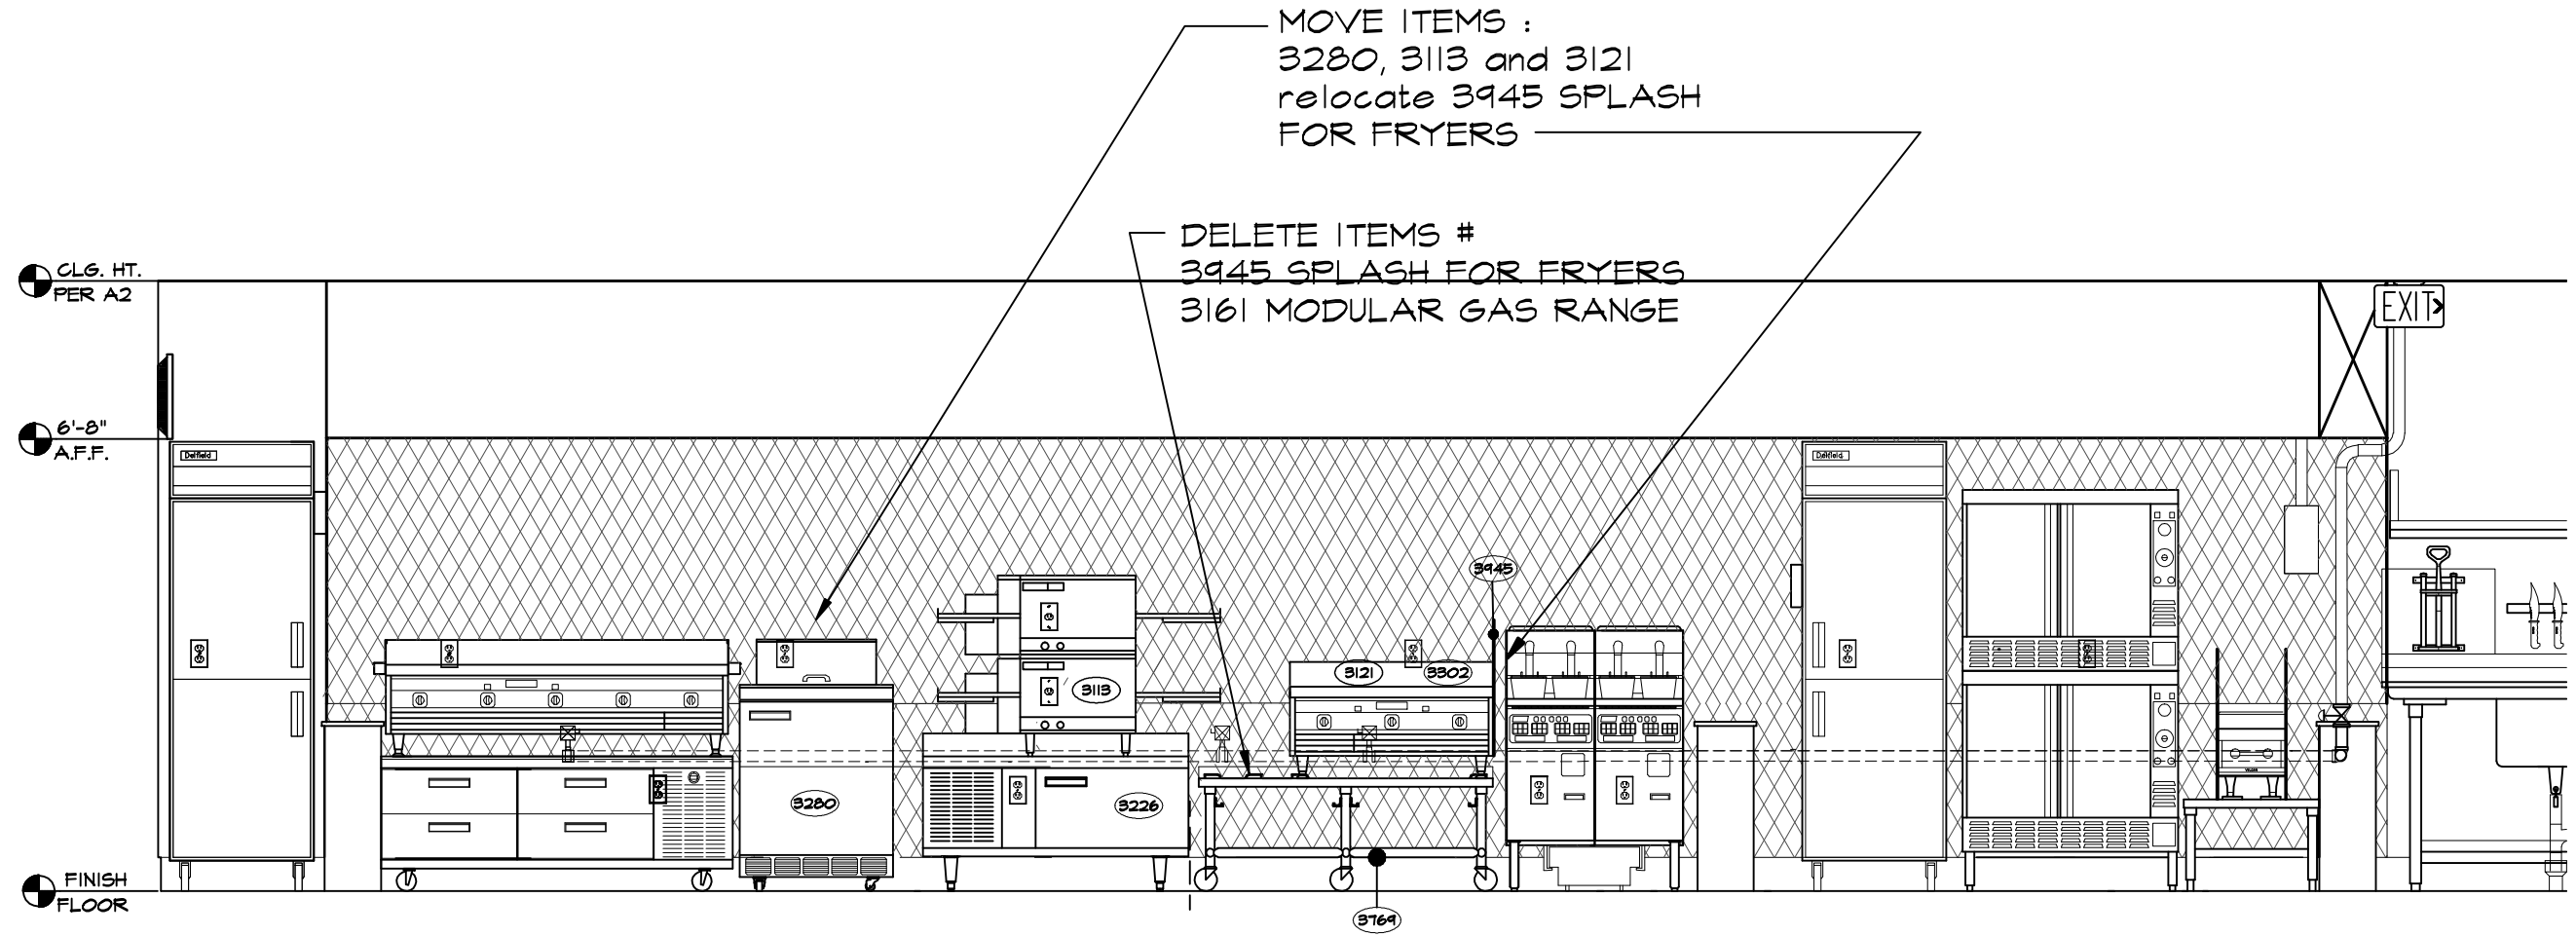 MOVE ITEMS :
3280, 3113 and 3121
relocate 3945 SPLASH
FOR FRYERS
DELETE ITEMS #
3945 SPLASH FOR FRYERS
3161 MODULAR GAS RANGE
CLG. HT.
PER A2
EXIT
6'-8"
A.F.F.
Delfield
Delfield
3945
3121
3302
3113
3280
3226
FINISH
FLOOR
3769